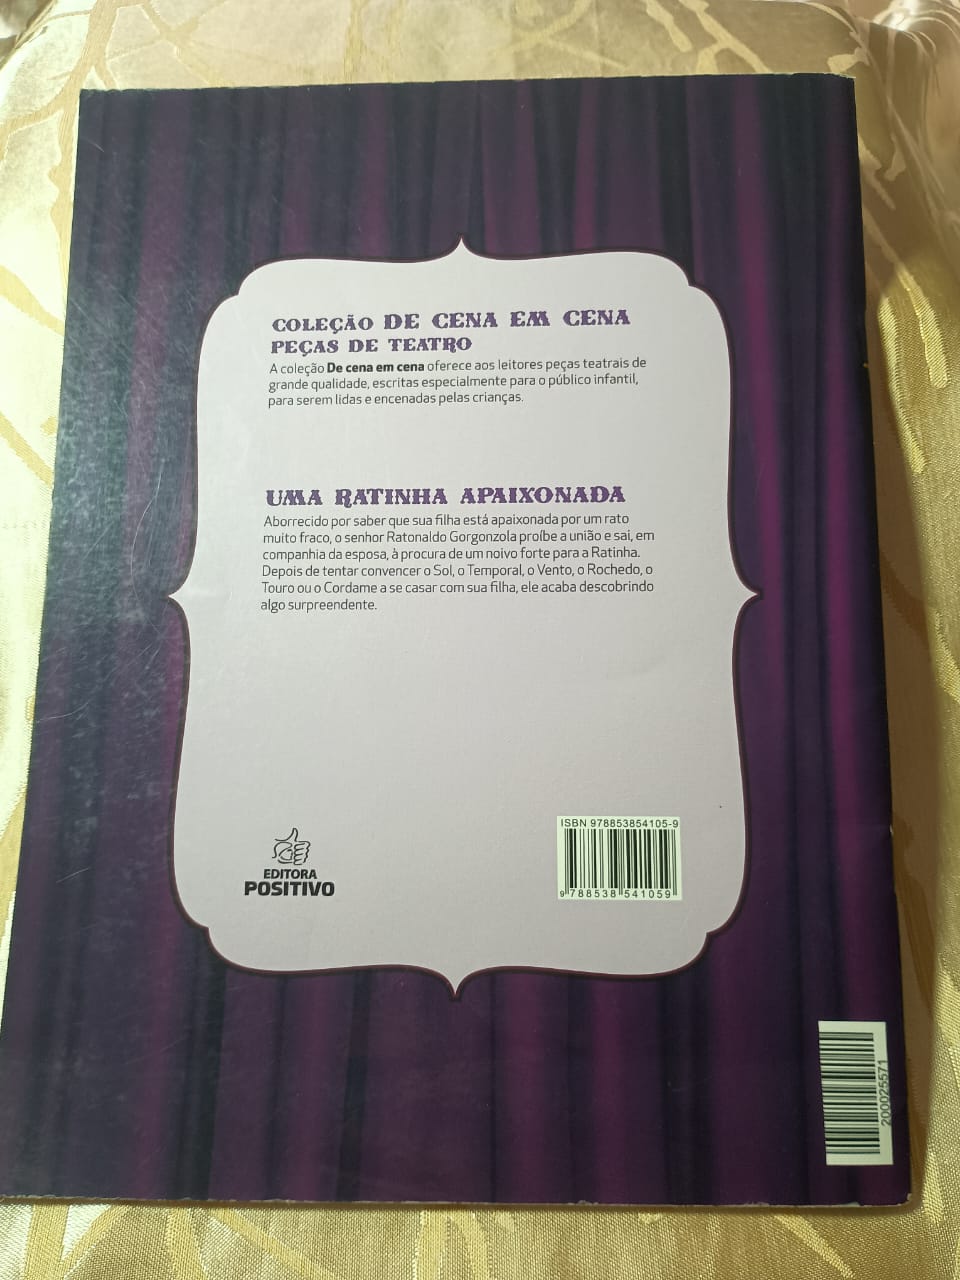 COLEÇÃO DE CENA EM CENA
PEÇAS DE TEATRO
A coleção De cena em cena oferece aos leitores peças teatrais de
grande qualidade, escritas especialmente para o público infantil,
para serem lidas e encenadas pelas crianças.
UMA RATINHA APAIXONADA
Aborrecido por saber que sua filha está apaixonada por um rato
muito fraco, o senhor Ratonaldo Gorgonzola proíbe a união e sai, em
companhia da esposa, à procura de um noivo forte para a Ratinha.
Depois de tentar convencer o Sol, o Temporal, o Vento, o Rochedo, o
Touro ou o Cordame a se casar com sua filha, ele acaba descobrindo
algo surpreendente.
EDITORA
POSITIVO
ISBN 978853854105-9
9 788538 541059
200025571